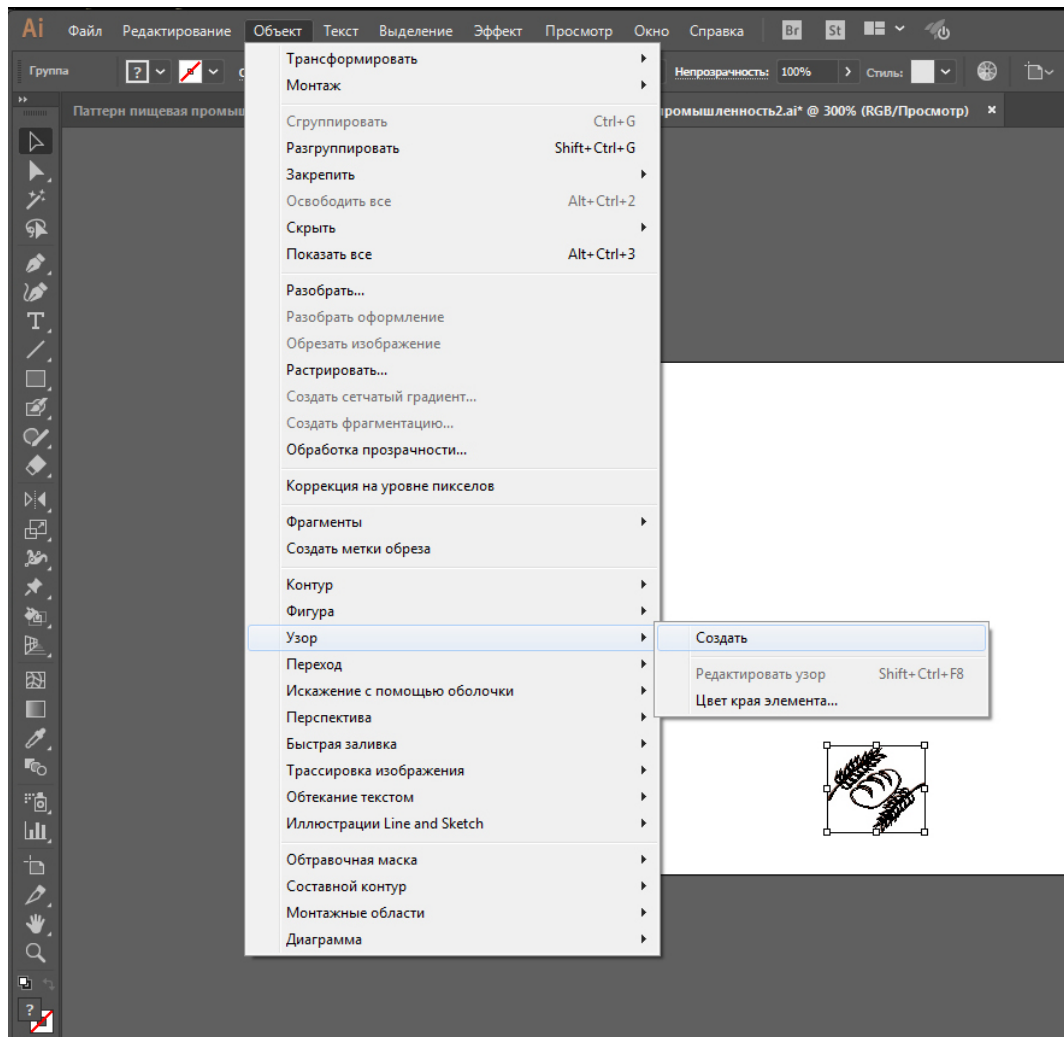 Ai Файл Редактирование Объект Текст Выделение Эффект Просмотр Окно Справка Br St
Группа ? Непрозрачность: 100% Стиль:
Паттерн пищевая промыш промышленность2.ai* @ 300% (RGB/Просмотр) ×
Трансформировать
Монтаж
Сгруппировать Ctrl+G
Разгруппировать Shift+Ctrl+G
Закрепить
Освободить все Alt+Ctrl+2
Скрыть
Показать все Alt+Ctrl+3
Разобрать...
Разобрать оформление
Обрезать изображение
Растрировать...
Создать сетчатый градиент...
Создать фрагментацию...
Обработка прозрачности...
Коррекция на уровне пикселов
Фрагменты
Создать метки обреза
Контур
Фигура
Узор
Создать
Переход
Редактировать узор Shift+Ctrl+F8
Искажение с помощью оболочки
Цвет края элемента...
Перспектива
Быстрая заливка
Трассировка изображения
Обтекание текстом
Иллюстрации Line and Sketch
Обтравочная маска
Составной контур
Монтажные области
Диаграмма
?